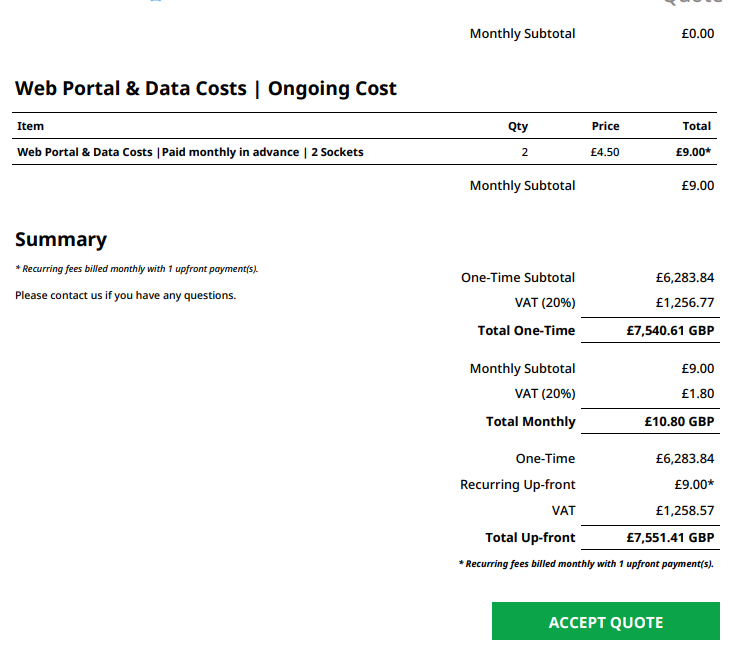 Quote
Monthly Subtotal £0.00
Web Portal & Data Costs | Ongoing Cost
Item Qty Price Total
Web Portal & Data Costs |Paid monthly in advance | 2 Sockets 2 £4.50 £9.00*
Monthly Subtotal £9.00
Summary
* Recurring fees billed monthly with 1 upfront payment(s).
Please contact us if you have any questions.
One-Time Subtotal £6,283.84
VAT (20%) £1,256.77
Total One-Time £7,540.61 GBP
Monthly Subtotal £9.00
VAT (20%) £1.80
Total Monthly £10.80 GBP
One-Time £6,283.84
Recurring Up-front £9.00*
VAT £1,258.57
Total Up-front £7,551.41 GBP
* Recurring fees billed monthly with 1 upfront payment(s).
ACCEPT QUOTE